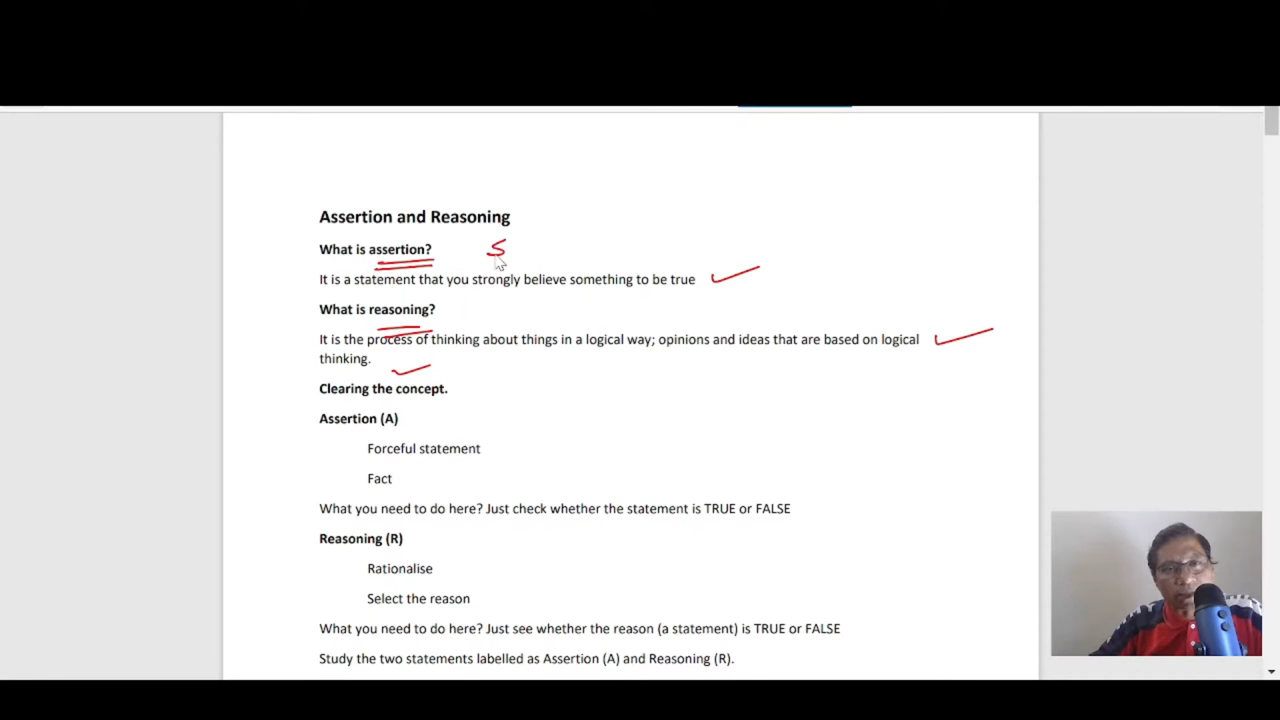 Assertion and Reasoning
What is assertion? S
It is a statement that you strongly believe something to be true
What is reasoning?
It is the process of thinking about things in a logical way; opinions and ideas that are based on logical
thinking.
Clearing the concept.
Assertion (A)
Forceful statement
Fact
What you need to do here? Just check whether the statement is TRUE or FALSE
Reasoning (R)
Rationalise
Select the reason
What you need to do here? Just see whether the reason (a statement) is TRUE or FALSE
Study the two statements labelled as Assertion (A) and Reasoning (R).